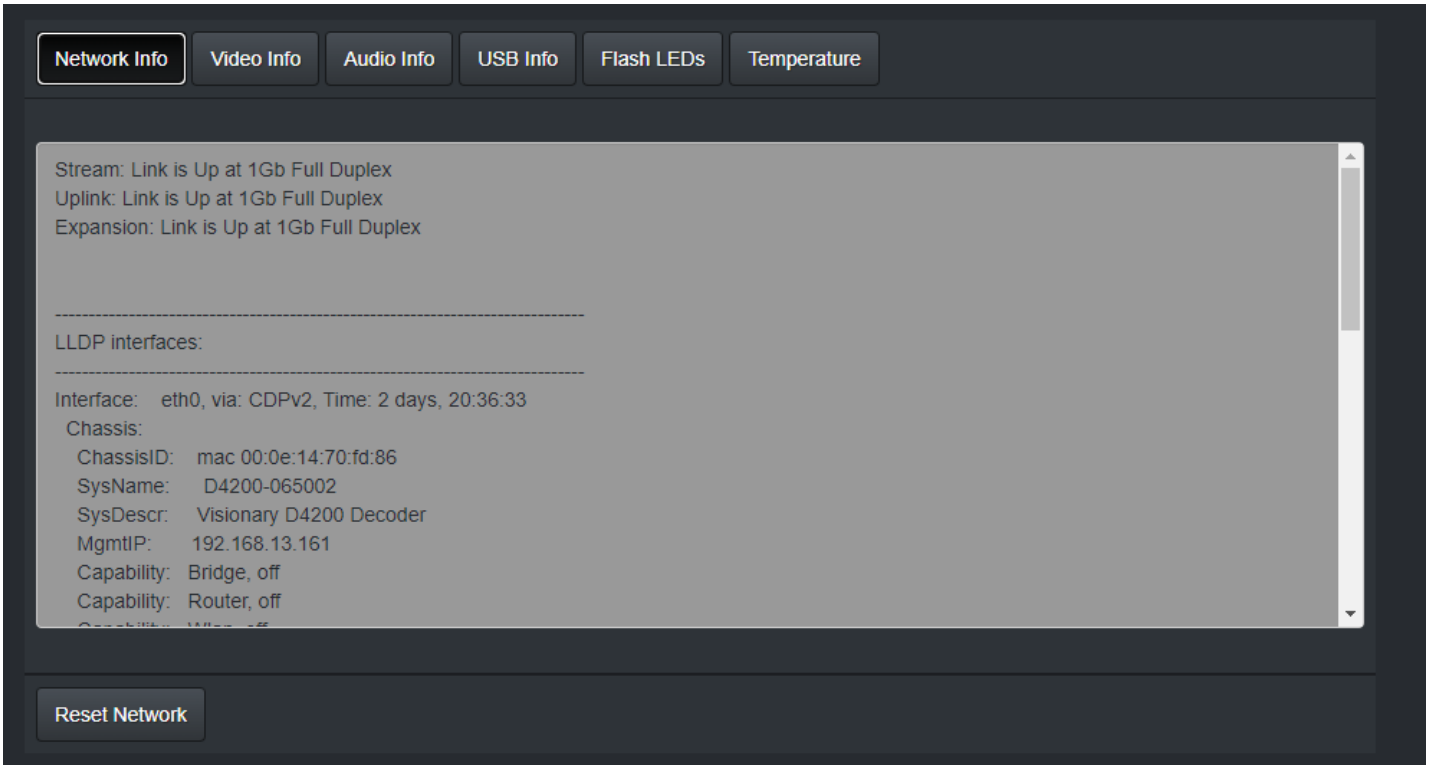 Network Info Video Info Audio Info USB Info Flash LEDs Temperature
Stream: Link is Up at 1Gb Full Duplex
Uplink: Link is Up at 1Gb Full Duplex
Expansion: Link is Up at 1Gb Full Duplex
-------------------------------------------------------------------------------
LLDP interfaces:
-------------------------------------------------------------------------------
Interface: eth0, via: CDPv2, Time: 2 days, 20:36:33
Chassis:
ChassisID: mac 00:0e:14:70:fd:86
SysName: D4200-065002
SysDescr: Visionary D4200 Decoder
MgmtIP: 192.168.13.161
Capability: Bridge, off
Capability: Router, off
Capability: Wlan, off
Reset Network